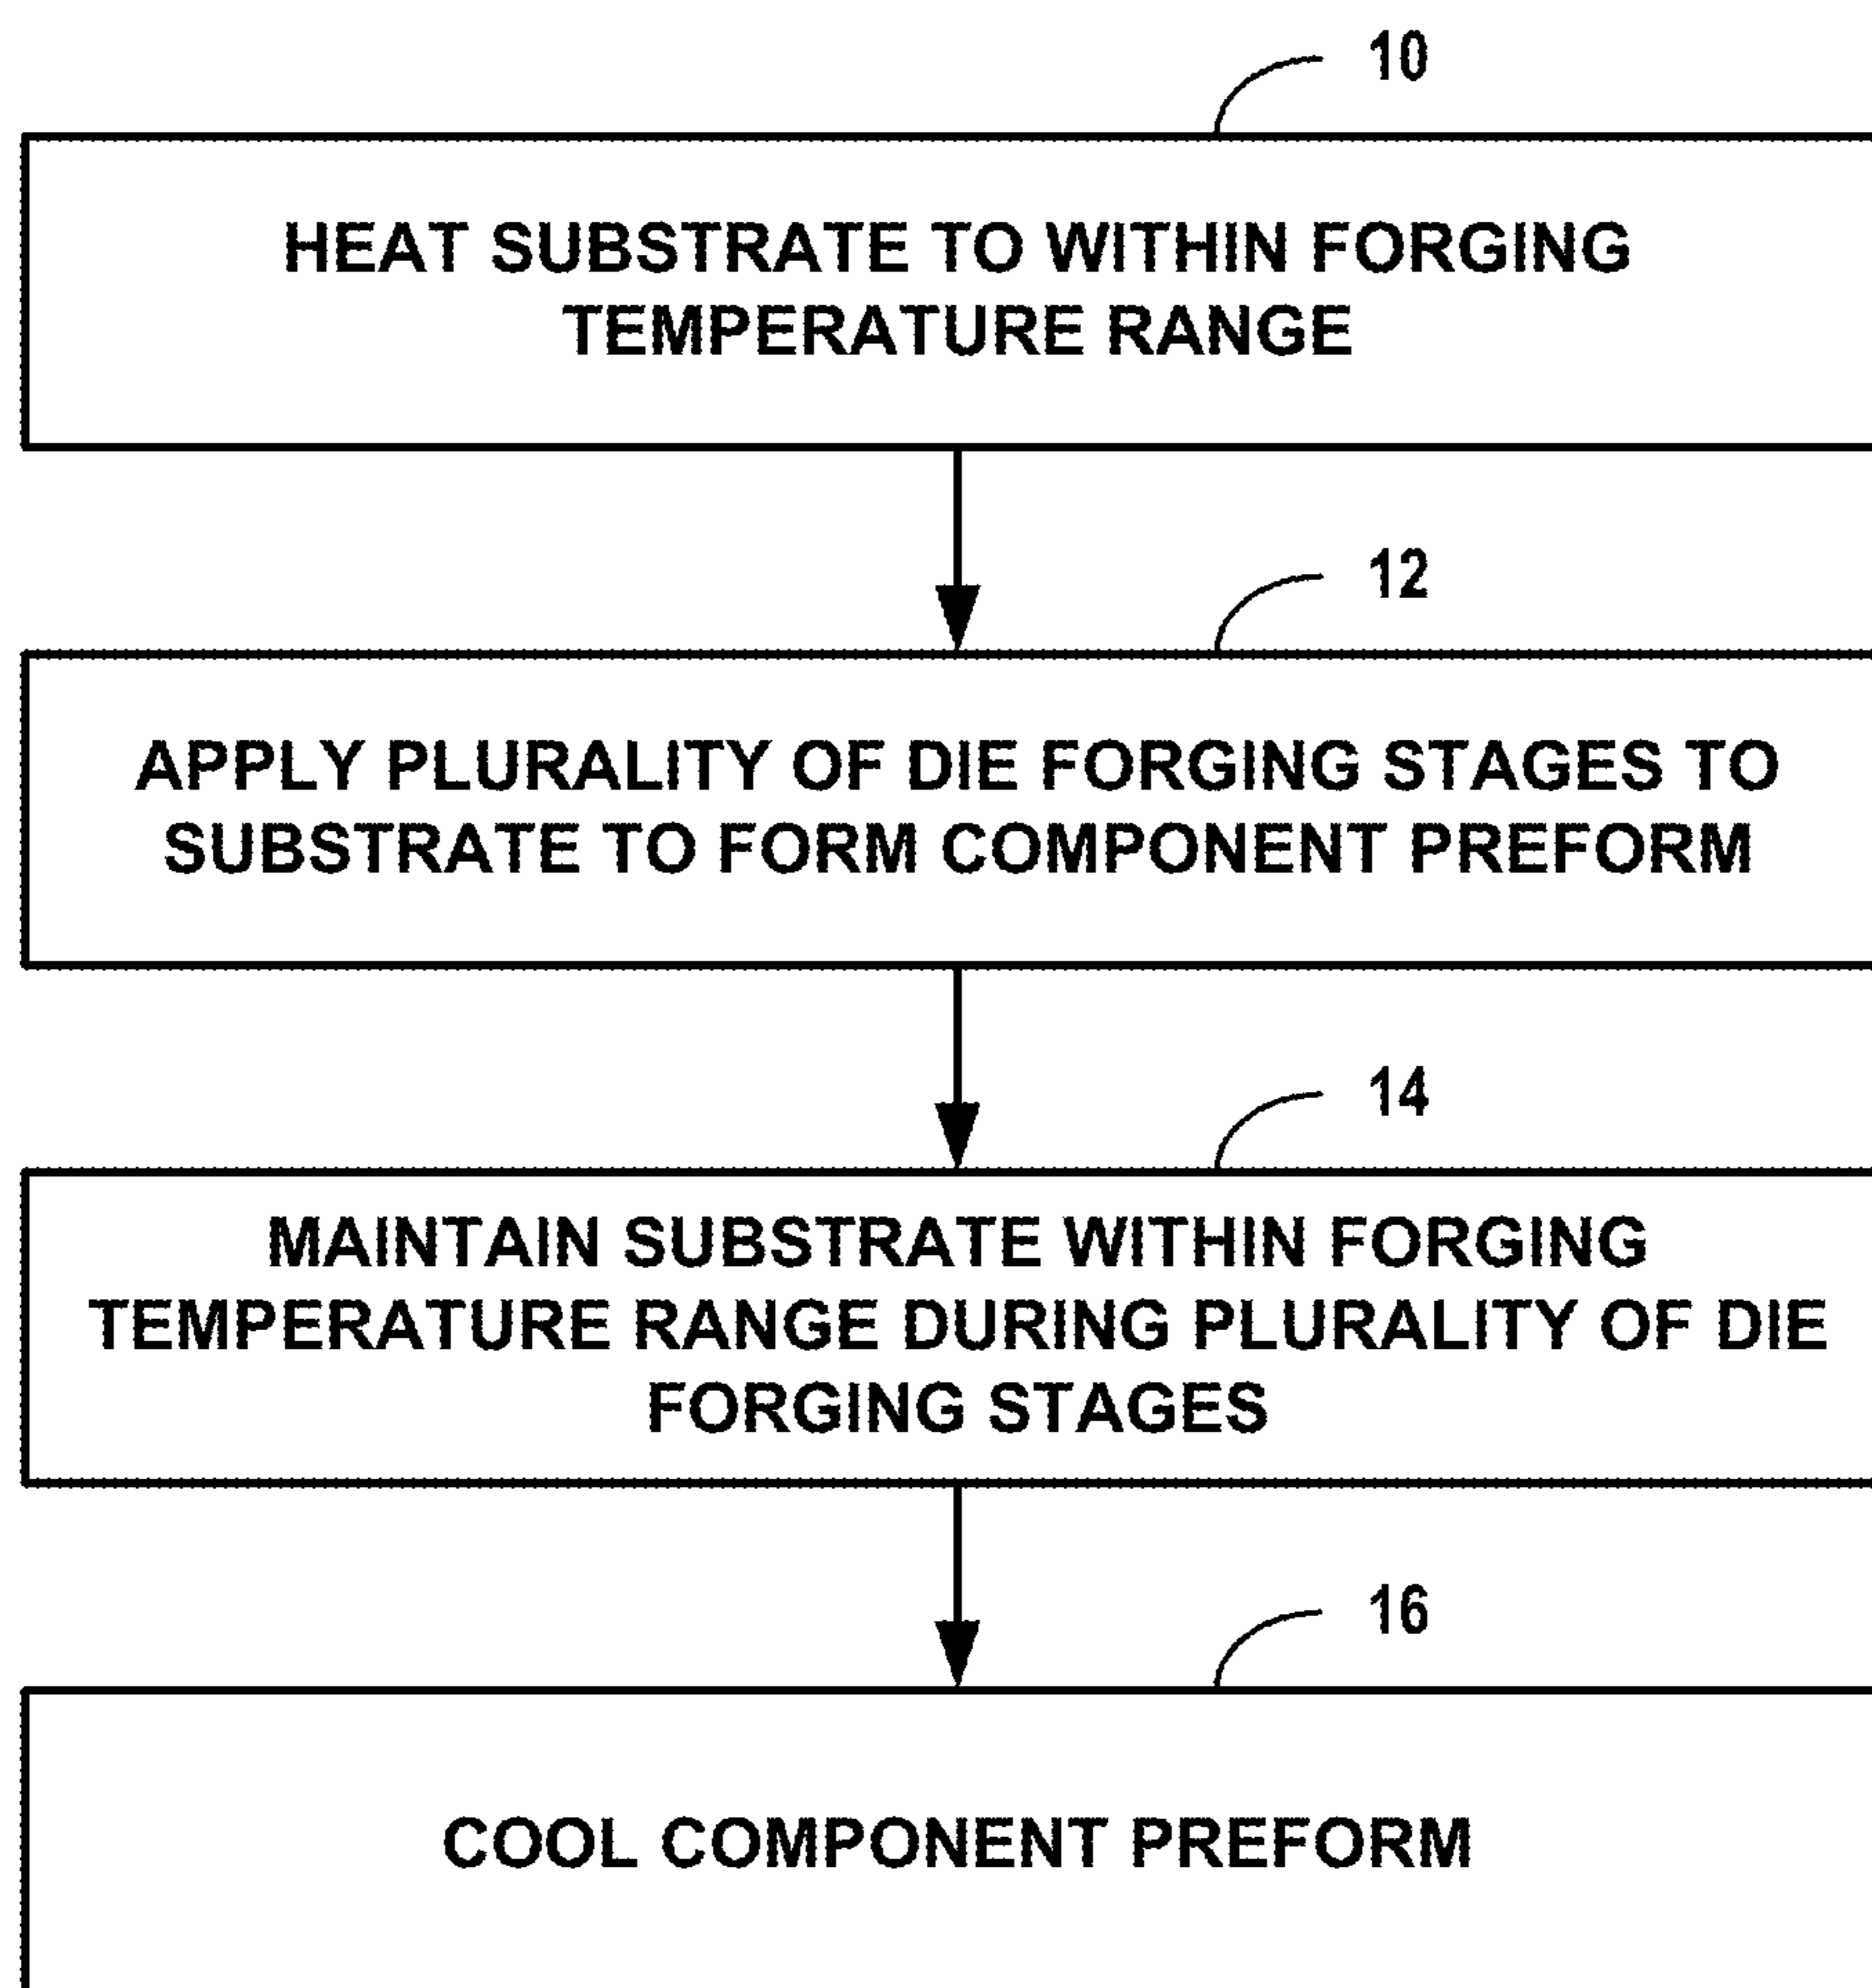 10
HEAT SUBSTRATE TO WITHIN FORGING
TEMPERATURE RANGE
12
APPLY PLURALITY OF DIE FORGING STAGES TO
SUBSTRATE TO FORM COMPONENT PREFORM
14
MAINTAIN SUBSTRATE WITHIN FORGING
TEMPERATURE RANGE DURING PLURALITY OF DIE
FORGING STAGES
16
COOL COMPONENT PREFORM